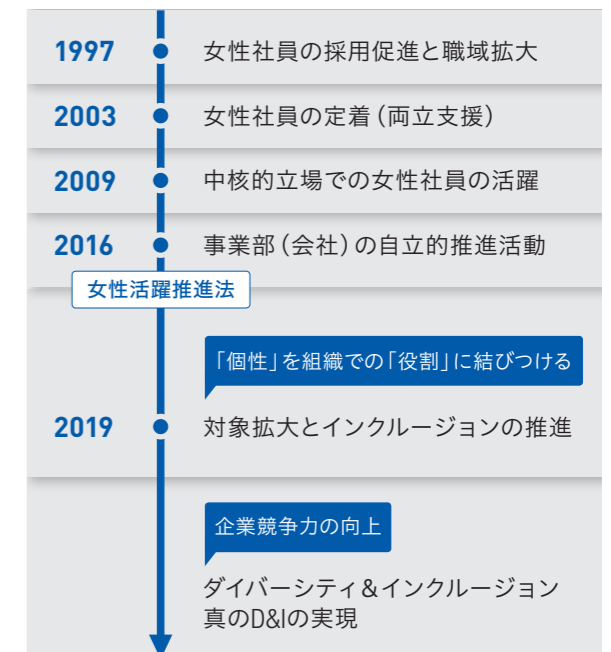 1997 女性社員の採用促進と職域拡大
2003 女性社員の定着(両立支援)
2009 中核的立場での女性社員の活躍
2016 事業部(会社)の自立的推進活動
女性活躍推進法
「個性」を組織での「役割」に結びつける
2019 対象拡大とインクルージョンの推進
企業競争力の向上
ダイバーシティ&インクルージョン
真のD&Iの実現